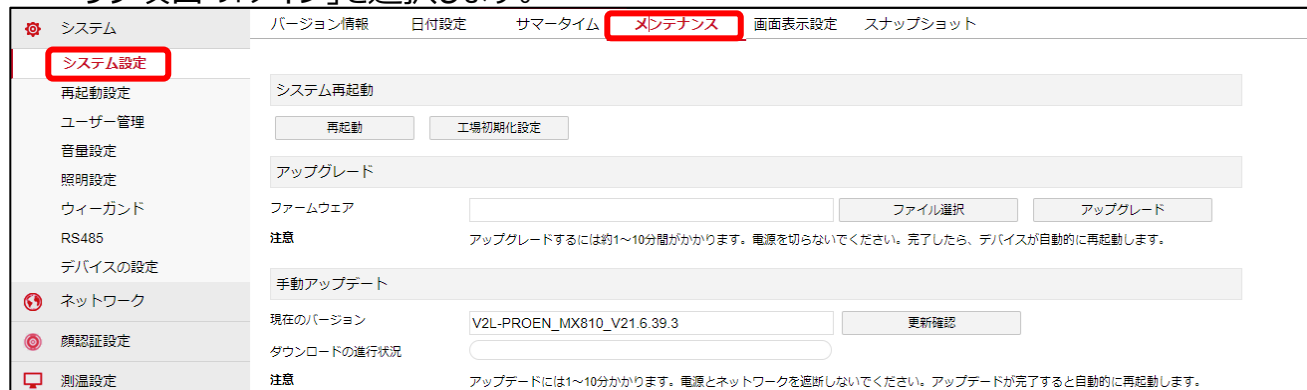 システム
バージョン情報 日付設定 サマータイム メンテナンス 画面表示設定 スナップショット
システム設定
再起動設定
ユーザー管理
音量設定
照明設定
ウィーガンド
RS485
デバイスの設定
ネットワーク
顔認証設定
測温設定
システム再起動
再起動 工場初期化設定
アップグレード
ファームウェア ファイル選択 アップグレード
注意 アップグレードするには約1～10分間がかかります。電源を切らないでください。完了したら、デバイスが自動的に再起動します。
手動アップデート
現在のバージョン V2L-PROEN_MX810_V21.6.39.3 更新確認
ダウンロードの進行状況
注意 アップデードには1～10分かかります。電源とネットワークを遮断しないでください。アップデードが完了すると自動的に再起動します。